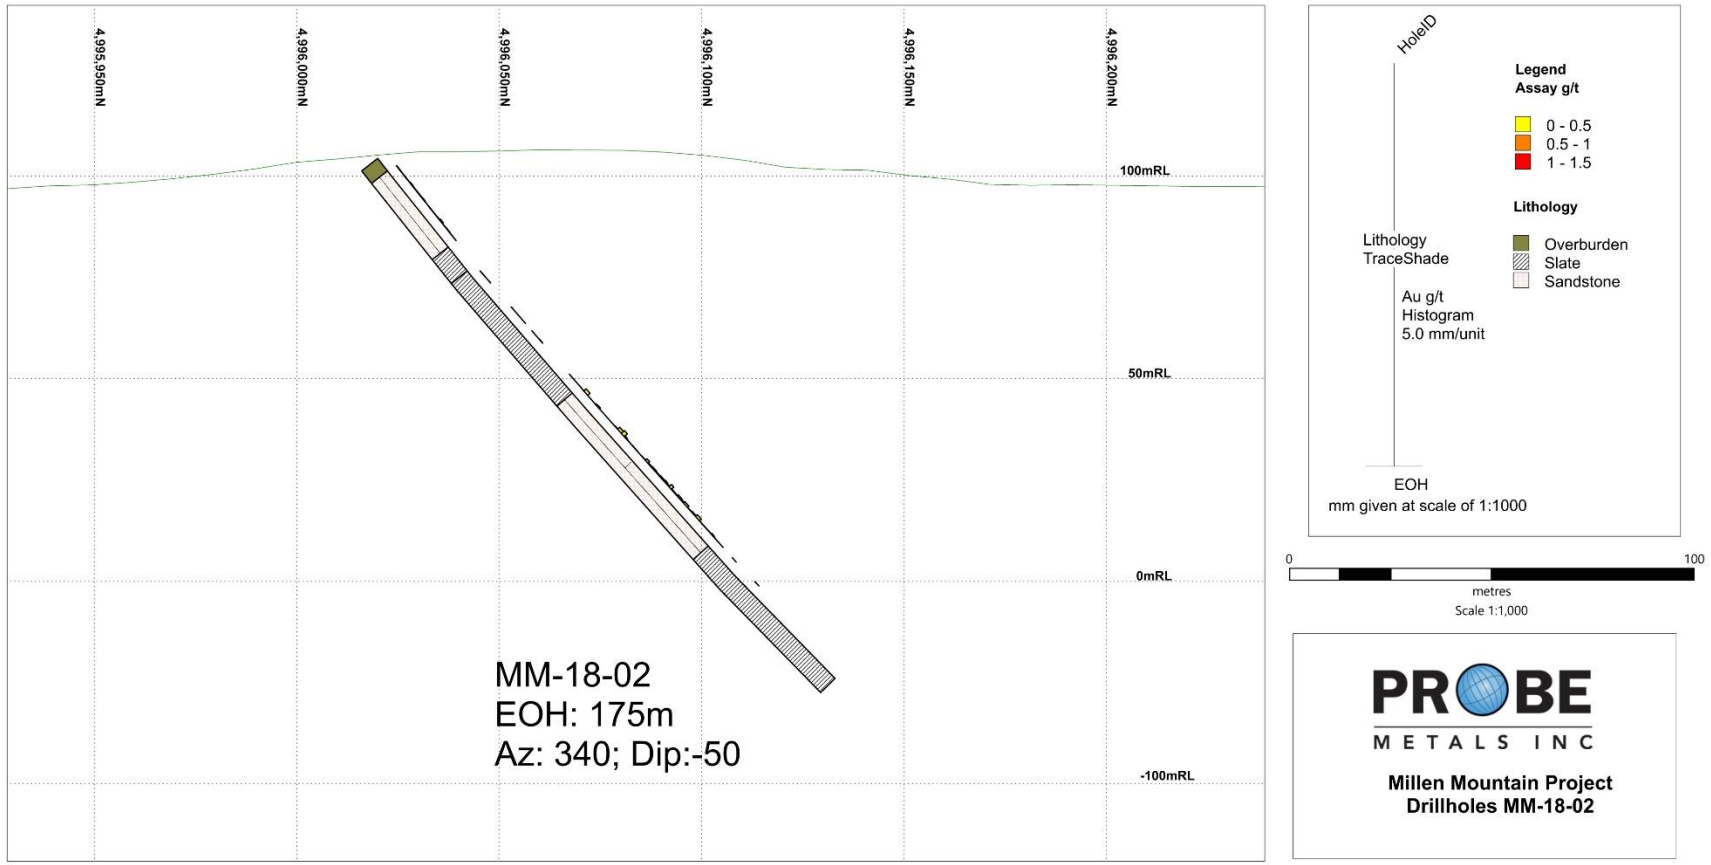 4,995,950mN
4,996,000mN
4,996,050mN
4,996,100mN
4,996,150mN
4,996,200mN
100mRL
50mRL
0mRL
-100mRL
MM-18-02
EOH: 175m
Az: 340; Dip:-50
HoleID
Legend
Assay g/t
0 - 0.5
0.5 - 1
1 - 1.5
Lithology
Overburden
Slate
Sandstone
Lithology
TraceShade
Au g/t
Histogram
5.0 mm/unit
EOH
mm given at scale of 1:1000
0
100
metres
Scale 1:1,000
PROBE
METALS INC
Millen Mountain Project
Drillholes MM-18-02